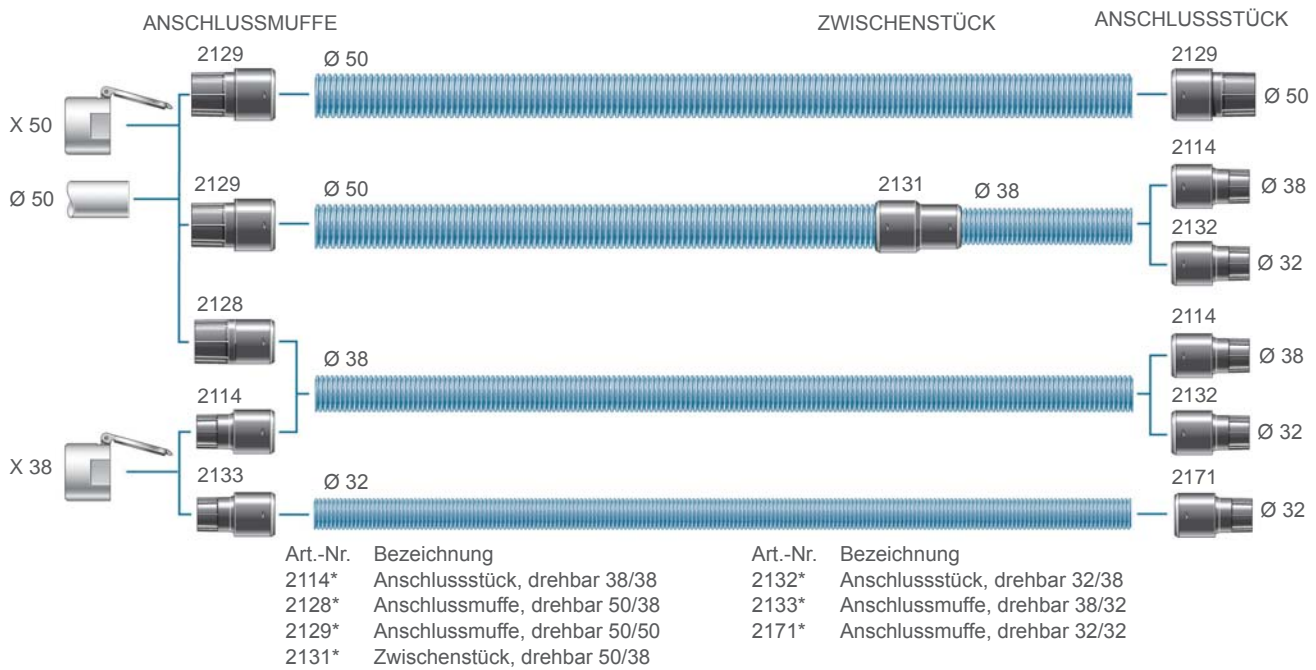 ANSCHLUSSMUFFE
ZWISCHENSTÜCK
ANSCHLUSSSTÜCK
2129
Ø 50
2129
X 50
Ø 50
2114
Ø 50
2129
Ø 50
2131
Ø 38
Ø 38
2132
Ø 32
2128
2114
Ø 38
Ø 38
2114
2132
X 38
Ø 32
2133
Ø 32
2171
Ø 32
Art.-Nr. Bezeichnung
2114* Anschlussstück, drehbar 38/38
2128* Anschlussmuffe, drehbar 50/38
2129* Anschlussmuffe, drehbar 50/50
2131* Zwischenstück, drehbar 50/38
Art.-Nr. Bezeichnung
2132* Anschlussstück, drehbar 32/38
2133* Anschlussmuffe, drehbar 38/32
2171* Anschlussmuffe, drehbar 32/32